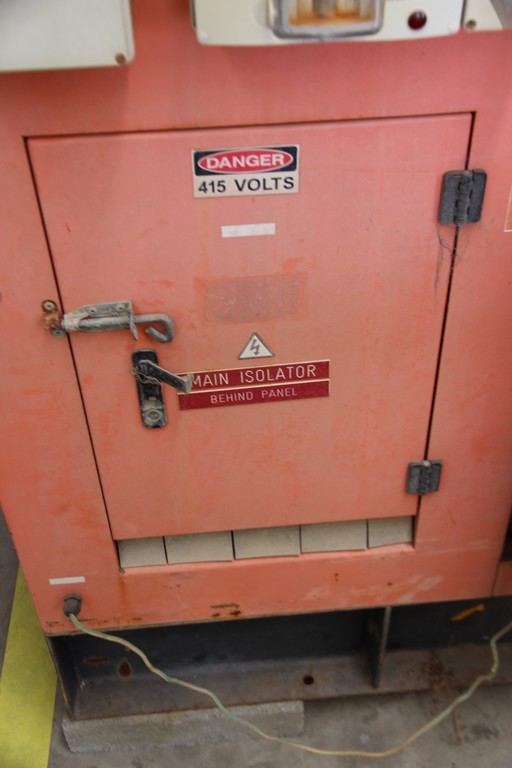 DANGER
415 VOLTS
MAIN ISOLATOR
BEHIND PANEL